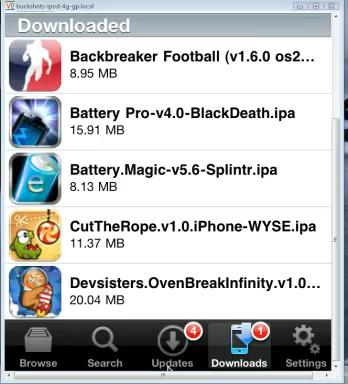 buckshots-ipod-4g-gp.local
Downloaded
Backbreaker Football (v1.6.0 os2...
8.95 MB
Battery Pro-v4.0-BlackDeath.ipa
15.91 MB
Battery.Magic-v5.6-Splintr.ipa
8.13 MB
CutTheRope.v1.0.iPhone-WYSE.ipa
11.37 MB
Devsisters.OvenBreakInfinity.v1.0...
20.04 MB
4
1
Browse Search Updates Downloads Settings